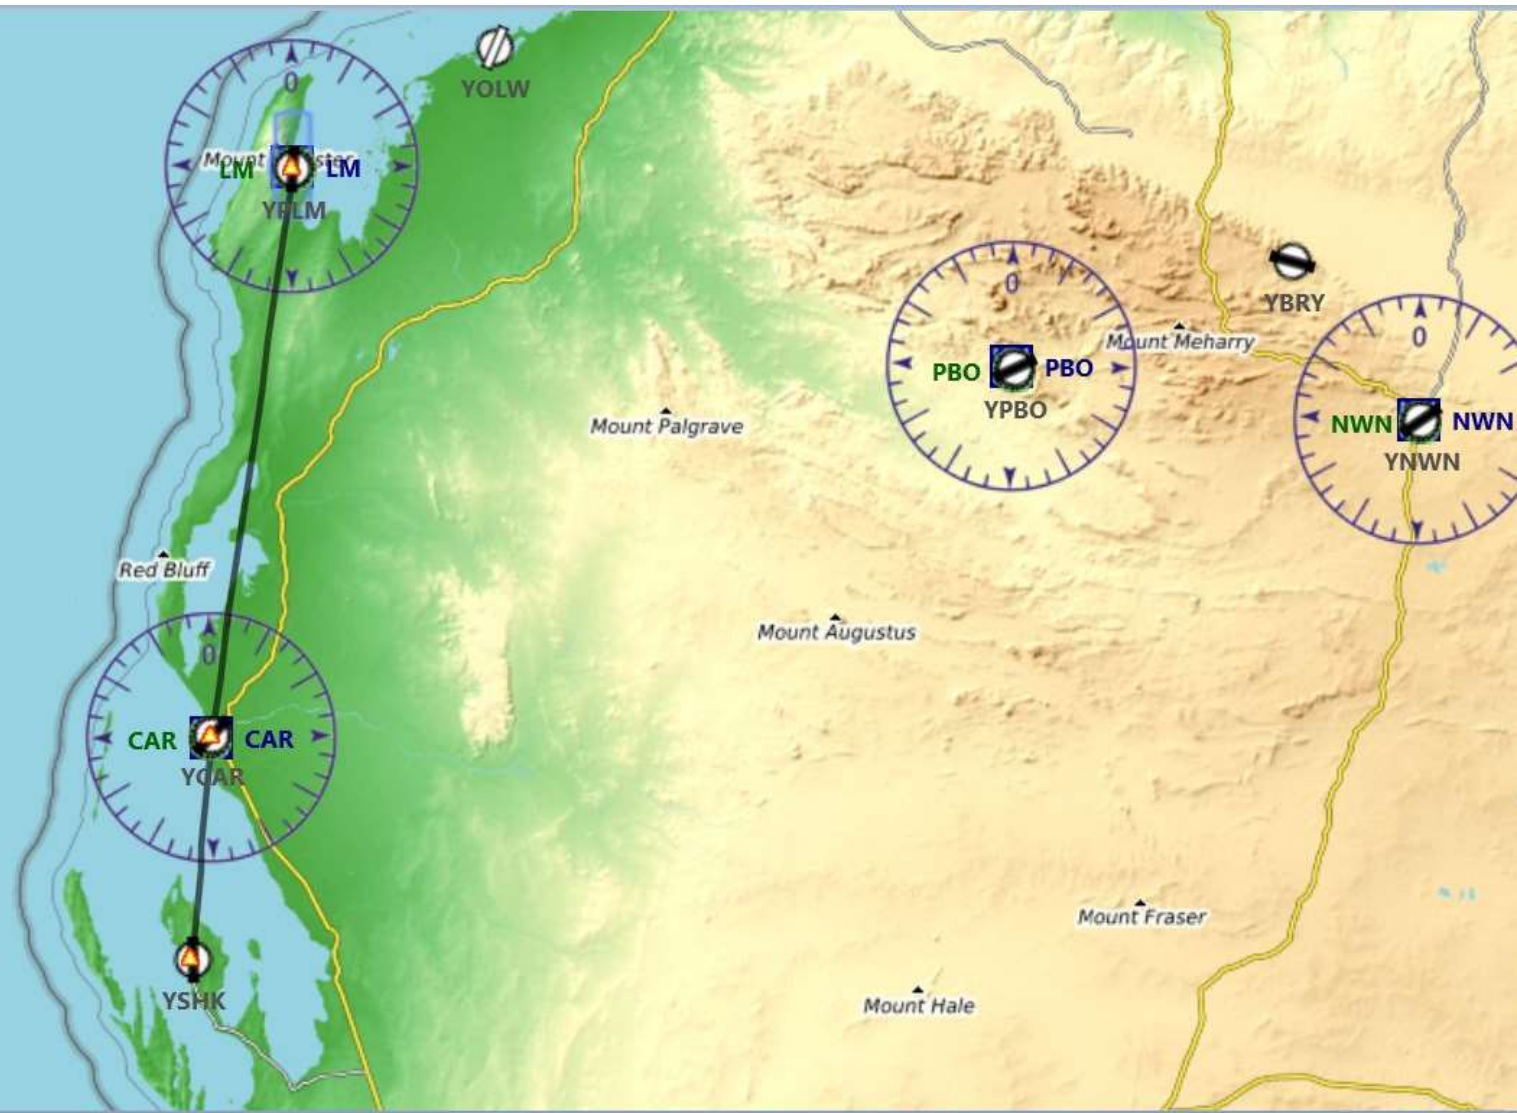 0
YOLW
Mount
LM
LM
YPLM
0
YBRY
Mount Meharry
0
PBO
PBO
YPBO
NWN
NWN
YNWN
Mount Palgrave
Red Bluff
Mount Augustus
0
CAR
CAR
YCAR
Mount Fraser
YSHK
Mount Hale